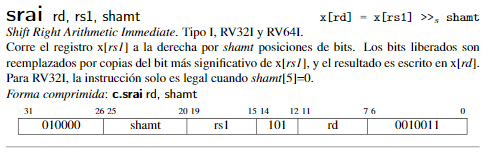 srai rd, rs1, shamt x[rd] = x[rs1] >>s shamt
Shift Right Arithmetic Immediate. Tipo I, RV32I y RV64I.
Corre el registro x[rs1] a la derecha por shamt posiciones de bits. Los bits liberados son
reemplazados por copias del bit más significativo de x[rs1], y el resultado es escrito en x[rd].
Para RV32I, la instrucción solo es legal cuando shamt[5]=0.
Forma comprimida: c.srai rd, shamt
31 26 25 20 19 15 14 12 11 7 6 0
010000 shamt rs1 101 rd 0010011